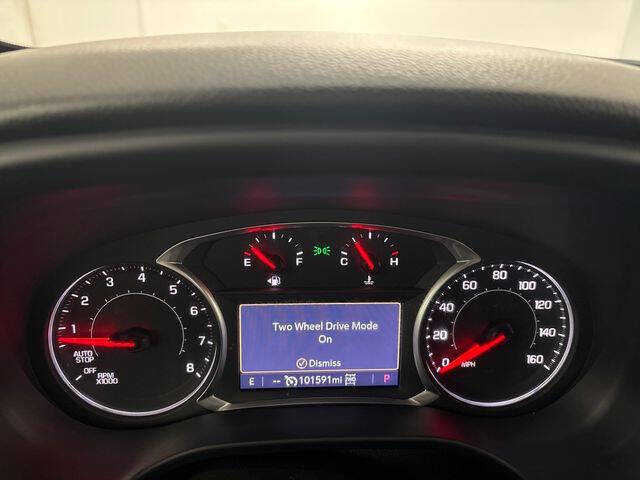 E F
C H
1 2 3 4 5 6 7 8
AUTO
STOP
OFF
RPM
X1000
Two Wheel Drive Mode
On
Dismiss
E -- 101591mi P
0 20 40 60 80 100 120 140 160
MPH